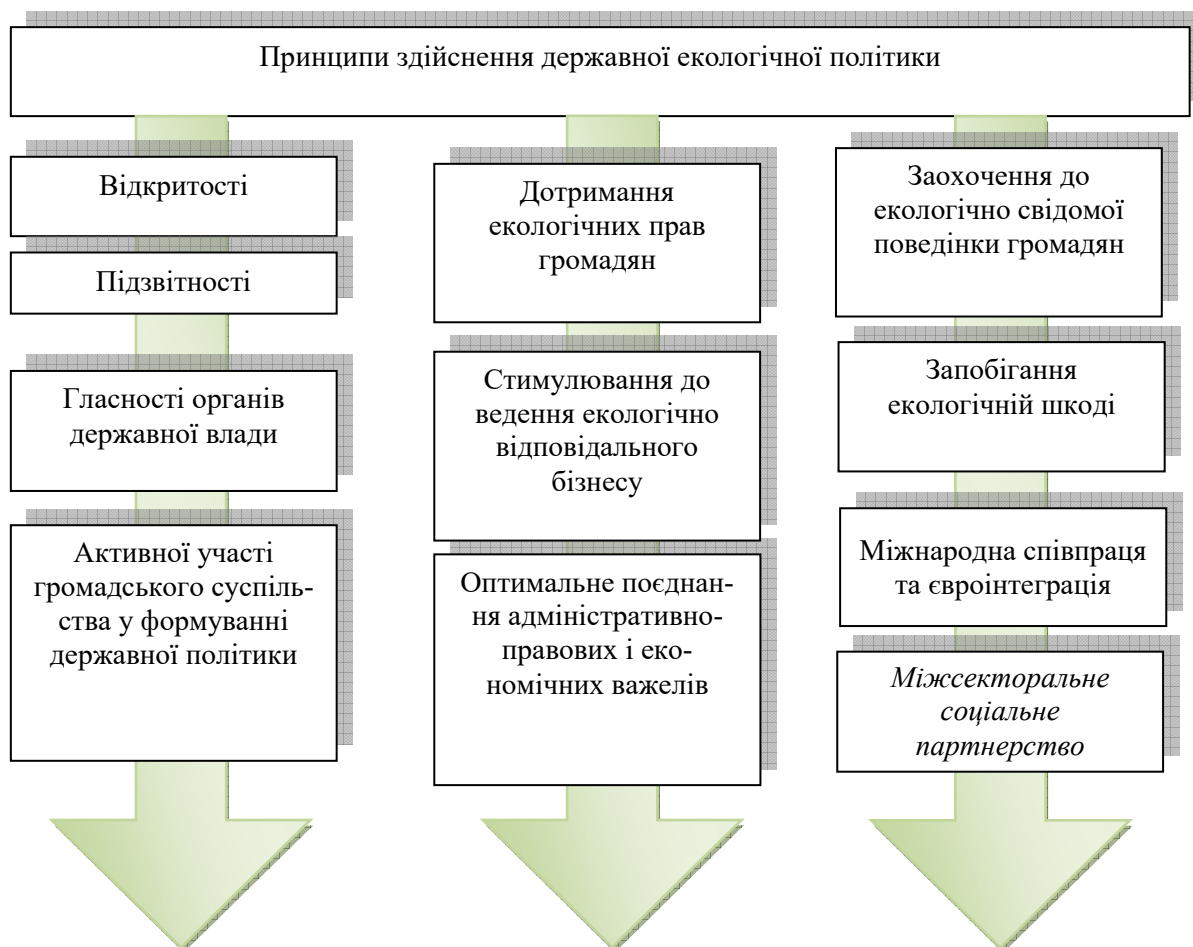 Принципи здійснення державної екологічної політики
Відкритості
Підзвітності
Гласності органів
державної влади
Активної участі
громадського суспіль-
ства у формуванні
державної політики
Дотримання
екологічних прав
громадян
Стимулювання до
ведення екологічно
відповідального
бізнесу
Оптимальне поєднан-
ня адміністративно-
правових і еко-
номічних важелів
Заохочення до
екологічно свідомої
поведінки громадян
Запобігання
екологічній шкоді
Міжнародна співпраця
та євроінтеграція
Міжсекторальне
соціальне
партнерство